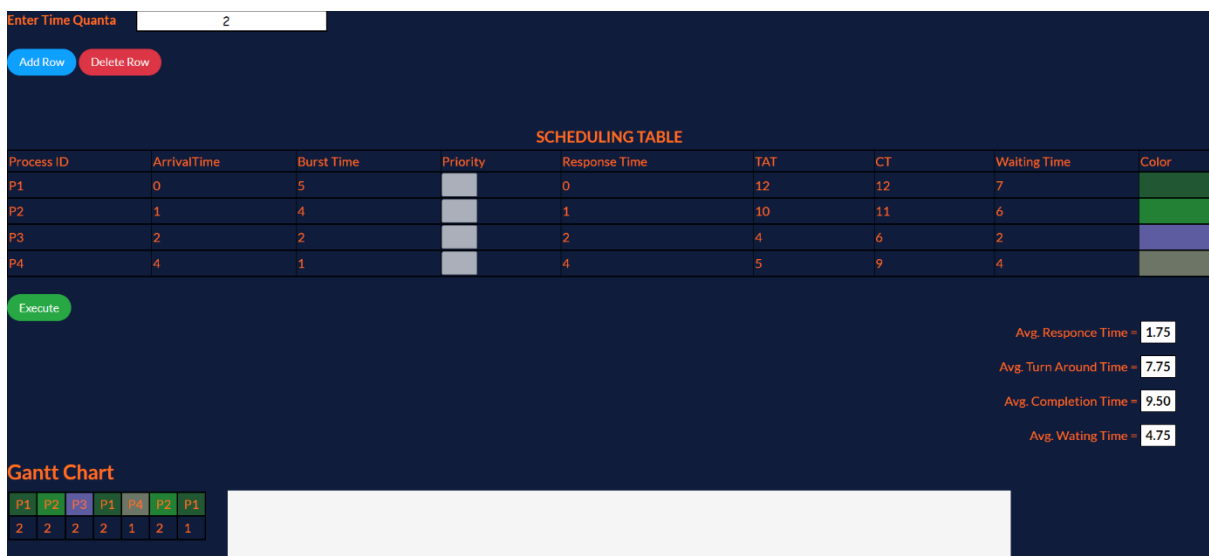 Enter Time Quanta 2
Add Row Delete Row
SCHEDULING TABLE
Process ID ArrivalTime Burst Time Priority Response Time TAT CT Waiting Time Color
P1 0 5 0 12 12 7
P2 1 4 1 10 11 6
P3 2 2 2 4 6 2
P4 4 1 4 5 9 4
Execute
Avg. Responce Time = 1.75
Avg. Turn Around Time = 7.75
Avg. Completion Time = 9.50
Avg. Wating Time = 4.75
Gantt Chart
P1 P2 P3 P1 P4 P2 P1
2 2 2 2 1 2 1